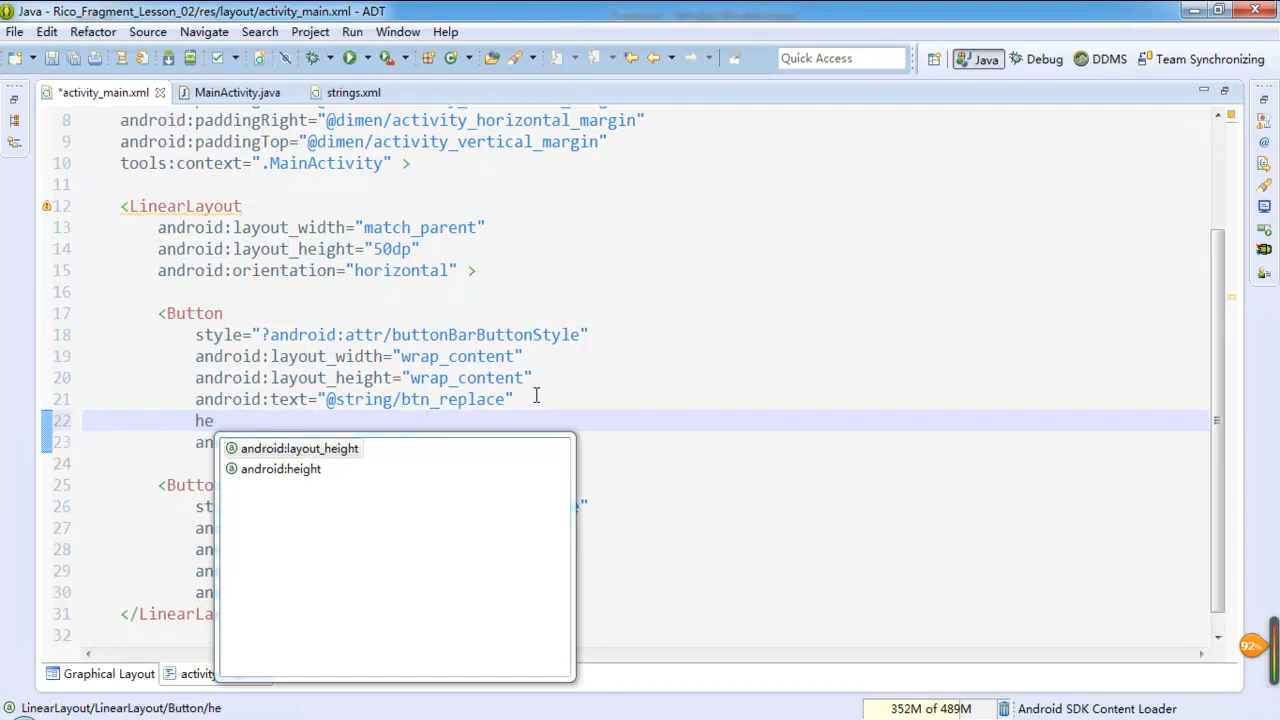 Java - Rico_Fragment_Lesson_02/res/layout/activity_main.xml - ADT
File Edit Refactor Source Navigate Search Project Run Window Help
Quick Access Java Debug DDMS Team Synchronizing
*activity_main.xml MainActivity.java strings.xml
8 android:paddingRight="@dimen/activity_horizontal_margin"
9 android:paddingTop="@dimen/activity_vertical_margin"
10 tools:context=".MainActivity" >
11
12 <LinearLayout
13 android:layout_width="match_parent"
14 android:layout_height="50dp"
15 android:orientation="horizontal" >
16
17 <Button
18 style="?android:attr/buttonBarButtonStyle"
19 android:layout_width="wrap_content"
20 android:layout_height="wrap_content"
21 android:text="@string/btn_replace"
22 he
23 an
android:layout_height
android:height
24
25 <Butto
26 st e"
27 an
28 an
29 an
30 an
31 </LinearLa
32
92%
Graphical Layout activity
LinearLayout/LinearLayout/Button/he 352M of 489M Android SDK Content Loader